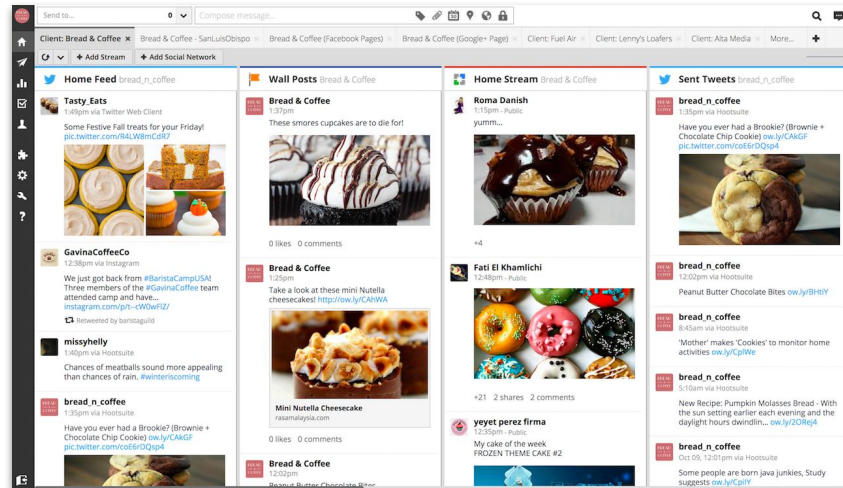 Send to...
0
Compose message...
Client: Bread & Coffee ×
Bread & Coffee - SanLuisObispo ×
Bread & Coffee (Facebook Pages) ×
Bread & Coffee (Google+ Page) ×
Client: Fuel Air ×
Client: Lenny's Loafers ×
Client: Alta Media ×
More...
+ Add Stream
+ Add Social Network
Home Feed bread_n_coffee
Tasty_Eats
1:49pm via Twitter Web Client
Some Festive Fall treats for your Friday!
pic.twitter.com/R4LW8mCdR7
GavinaCoffeeCo
12:38pm via Instagram
We just got back from #BaristaCampUSA!
Three members of the #GavinaCoffee team
attended camp and have...
instagram.com/p/t--cW0wFlZ/
Retweeted by baristaguild
missyhelly
1:40pm via Hootsuite
Chances of meatballs sound more appealing
than chances of rain. #winteriscoming
bread_n_coffee
1:35pm via Hootsuite
Have you ever had a Brookie? (Brownie +
Chocolate Chip Cookie) ow.ly/CAkGF
pic.twitter.com/coE6rDQsp4
Wall Posts Bread & Coffee
Bread & Coffee
1:37pm
These smores cupcakes are to die for!
0 likes 0 comments
Bread & Coffee
1:25pm
Take a look at these mini Nutella
cheesecakes! http://ow.ly/CAhWA
Mini Nutella Cheesecake
rasamalaysia.com
0 likes 0 comments
Bread & Coffee
12:02pm
Peanut Butter Chocolate Bites
Home Stream Bread & Coffee
Roma Danish
1:15pm - Public
yumm...
+4
Fati El Khamlichi
12:48pm - Public
+21 2 shares 2 comments
yeyet perez firma
12:35pm - Public
My cake of the week
FROZEN THEME CAKE #2
Sent Tweets bread_n_coffee
bread_n_coffee
1:35pm via Hootsuite
Have you ever had a Brookie? (Brownie +
Chocolate Chip Cookie) ow.ly/CAkGF
pic.twitter.com/coE6rDQsp4
bread_n_coffee
12:02pm via Hootsuite
Peanut Butter Chocolate Bites ow.ly/BHtiY
bread_n_coffee
8:45am via Hootsuite
'Mother' makes 'Cookies' to monitor home
activities ow.ly/CplWe
bread_n_coffee
5:10am via Hootsuite
New Recipe: Pumpkin Molasses Bread - With
the sun setting earlier each evening and the
daylight hours dwindlin... ow.ly/2ORej4
bread_n_coffee
Oct 09, 12:01pm via Hootsuite
Some people are born java junkies, Study
suggests ow.ly/CpilY